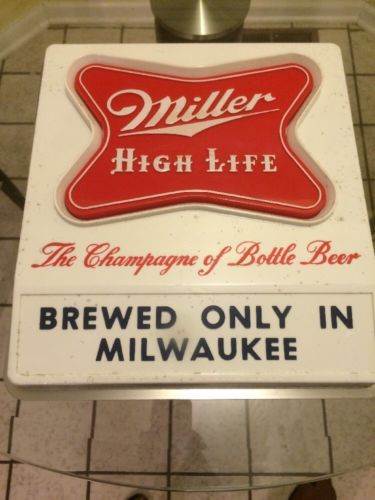 Miller
HIGH LIFE
The Champagne of Bottle Beer
BREWED ONLY IN
MILWAUKEE